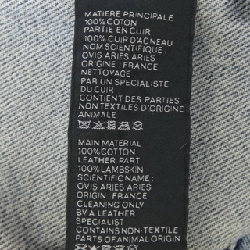 MATIERE PRINCIPALE
100% COTON
PARTIE EN CUIR
100% CUIR D'AGNEAU
NOM SCIENTIFIQUE
OVIS ARIES ARIES
ORIGINE : FRANCE
NETTOYAGE
PAR UN SPECIALISTE
DU CUIR
CONTIENT DES PARTIES
NON TEXTILES D'ORIGINE
ANIMALE
MAIN MATERIAL
100% COTTON
LEATHER PART
100% LAMBSKIN
SCIENTIFIC NAME:
OVIS ARIES ARIES
ORIGIN: FRANCE
CLEANING ONLY
BY A LEATHER
SPECIALIST
CONTAINS NON-TEXTILE
PARTS OF ANIMAL ORIGIN